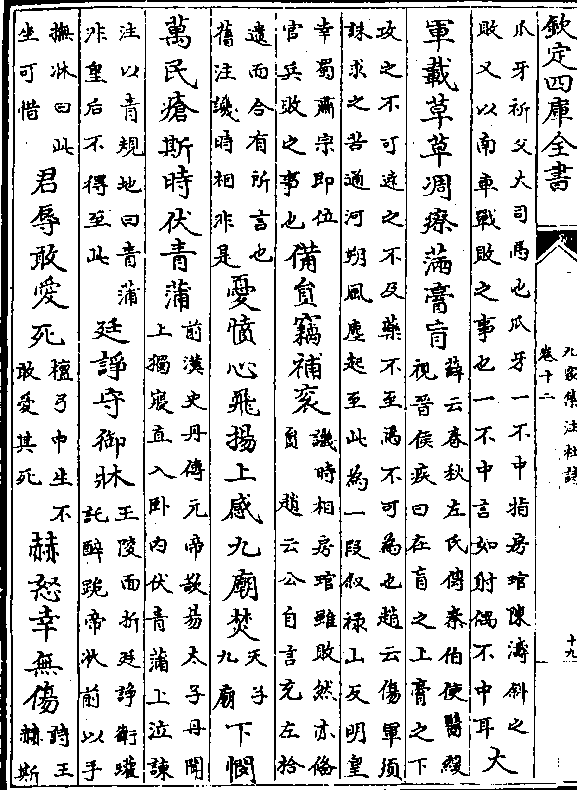 欽定四庫全書
九家集注杜詩
卷十二
十九
爪牙祈父大司馬也爪牙一不中指房琯陳濤斜之
敗又以南車戰敗之事也一不中言如射偶不中耳
大
軍載草草凋瘵滿膏肓
薛云春秋左氏傳秦伯使醫緩
視晉侯疾曰在肓之上膏之下
攻之不可達之不及藥不至焉不可為也趙云傷軍須
誅求之苦適河朔風塵起至此為一段叙祿山反明皇
幸蜀肅宗即位
官兵敗之事也
備員竊補衮
譏時相房琯雖敗然亦脩
員　趙云公自言充左拾
遺而合有所言也
舊注譏時相非是
憂憤心飛揚上感九廟焚
天子
九廟
下憫
萬民瘡斯時伏青蒲
前漢史丹傳元帝欲易太子丹聞
上獨寢直入卧内伏青蒲上泣諫
注以青規地曰青蒲
非皇后不得至此
廷諍守御牀
王陵面折廷諍衛瓘
託醉跪帝牀前以手
撫牀曰此
坐可惜
君辱敢愛死
檀弓中生不
敢愛其死
赫怒幸無傷
詩王
赫斯